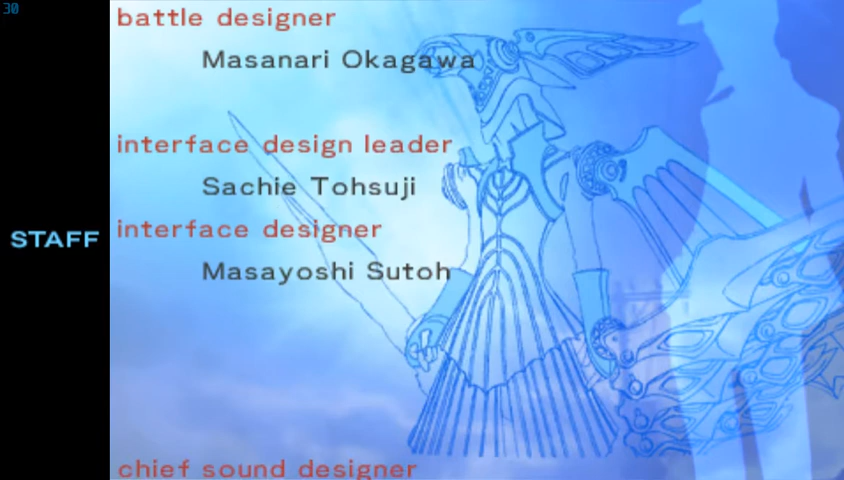 30
battle designer
Masanari Okagawa
interface design leader
Sachie Tohsuji
STAFF
interface designer
Masayoshi Sutoh
chief sound designer